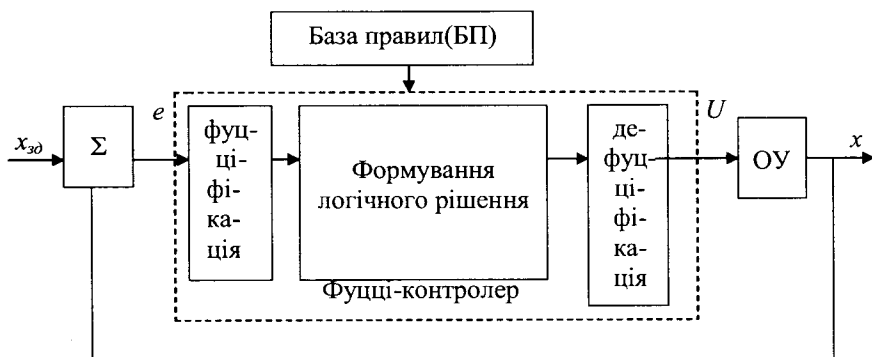 База правил(БП)
x_зд
Σ
e
фуц-
ці-
фі-
ка-
ція
Формування
логічного рішення
де-
фуц-
ці-
фі-
ка-
ція
U
ОУ
x
Фуцці-контролер